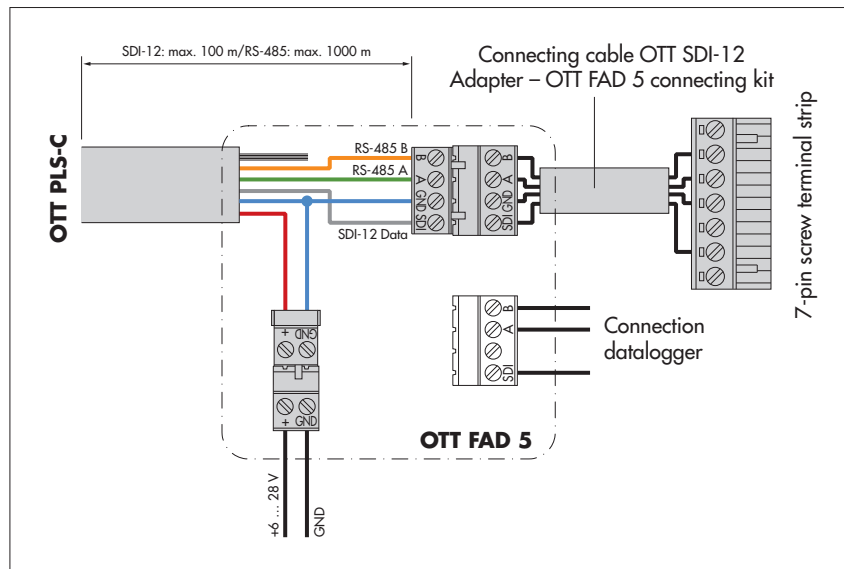 SDI-12: max. 100 m/RS-485: max. 1000 m
Connecting cable OTT SDI-12
Adapter – OTT FAD 5 connecting kit
OTT PLS-C
RS-485 B
RS-485 A
SDI-12 Data
B
A
GND
SDI
B
A
GND
SDI
7-pin screw terminal strip
+
GND
+
GND
B
A
SDI
Connection
datalogger
OTT FAD 5
+6 ... 28 V
GND